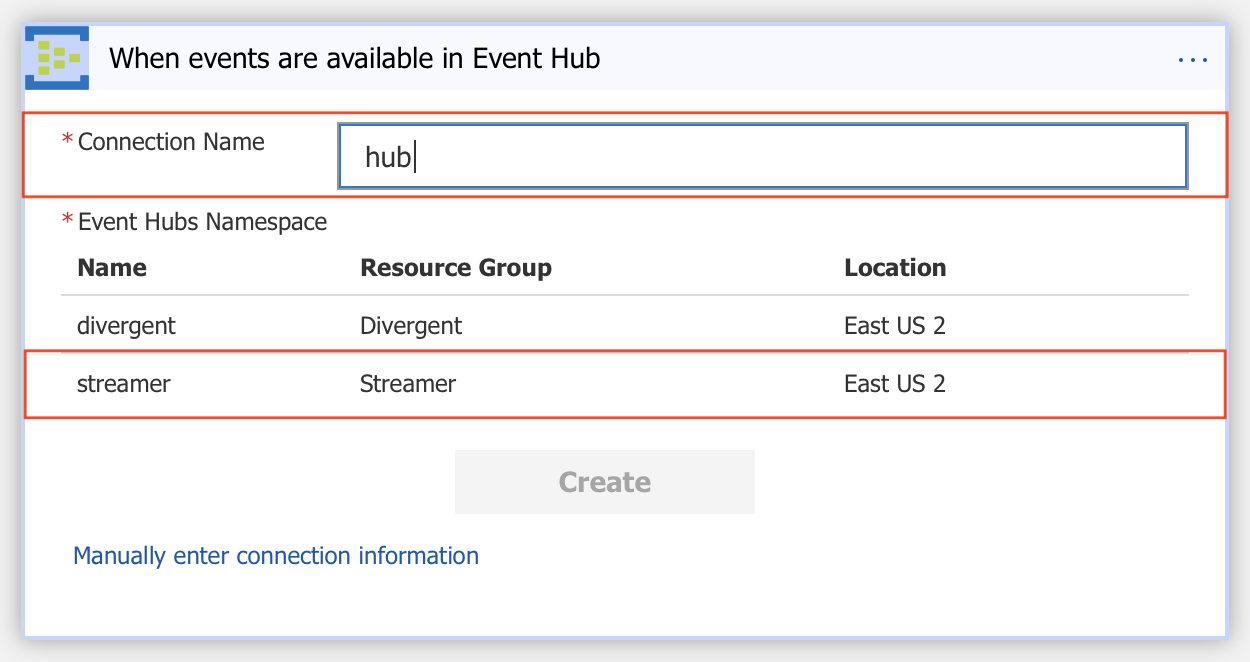 When events are available in Event Hub
...
* Connection Name
hub
* Event Hubs Namespace
Name Resource Group Location
divergent Divergent East US 2
streamer Streamer East US 2
Create
Manually enter connection information